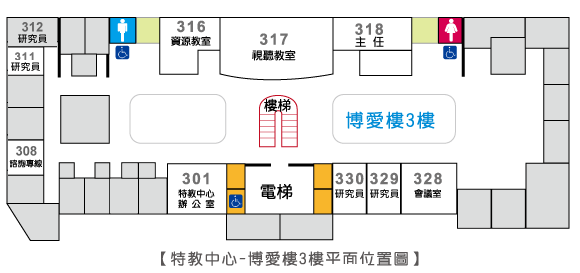 312
研究員
311
研究員
308
諮詢專線
316
資源教室
317
視聽教室
318
主 任
樓梯
博愛樓3樓
301
特教中心
辦 公 室
電梯
330
研究員
329
研究員
328
會議室
【特教中心-博愛樓3樓平面位置圖】